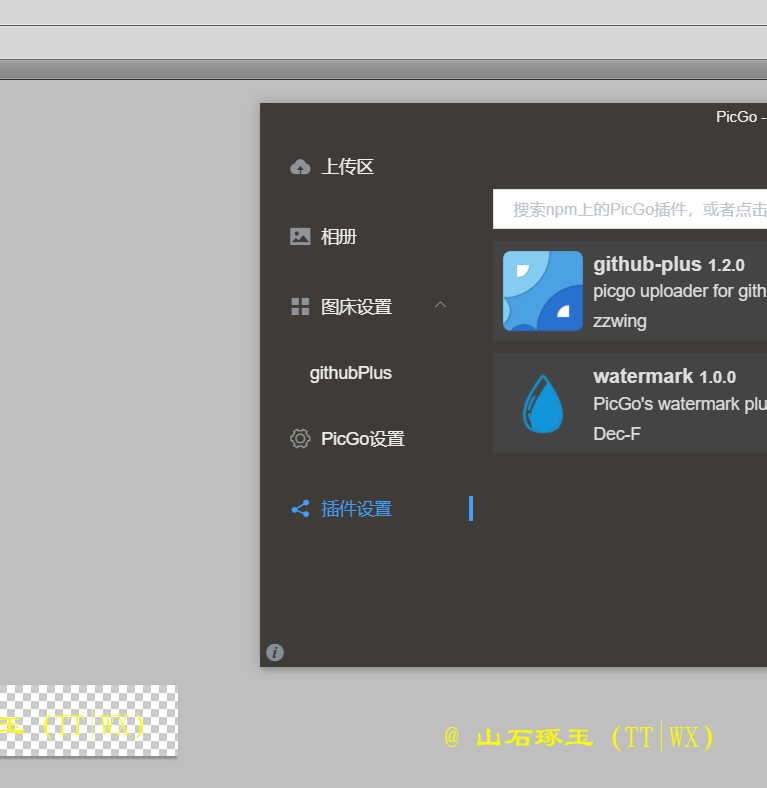 PicGo -
上传区
搜索npm上的PicGo插件，或者点击
相册
github-plus 1.2.0
picgo uploader for gith
zzwing
图床设置
githubPlus
watermark 1.0.0
PicGo's watermark plu
Dec-F
PicGo设置
插件设置
玉 (TT|WX)
@ 山石琢玉 (TT|WX)